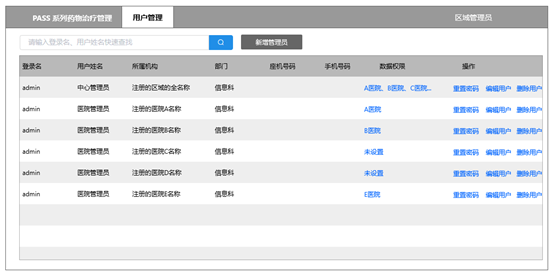 PASS 系列药物治疗管理 用户管理 区域管理员
请输入登录名、用户姓名快速查找 新增管理员
登录名 用户姓名 所属机构 部门 座机号码 手机号码 数据权限 操作
admin 中心管理员 注册的区域的全名称 信息科 A医院、B医院、C医院... 重置密码 编辑用户 删除用户
admin 医院管理员 注册的医院A名称 信息科 A医院 重置密码 编辑用户 删除用户
admin 医院管理员 注册的医院B名称 信息科 B医院 重置密码 编辑用户 删除用户
admin 医院管理员 注册的医院C名称 信息科 未设置 重置密码 编辑用户 删除用户
admin 医院管理员 注册的医院D名称 信息科 未设置 重置密码 编辑用户 删除用户
admin 医院管理员 注册的医院E名称 信息科 E医院 重置密码 编辑用户 删除用户